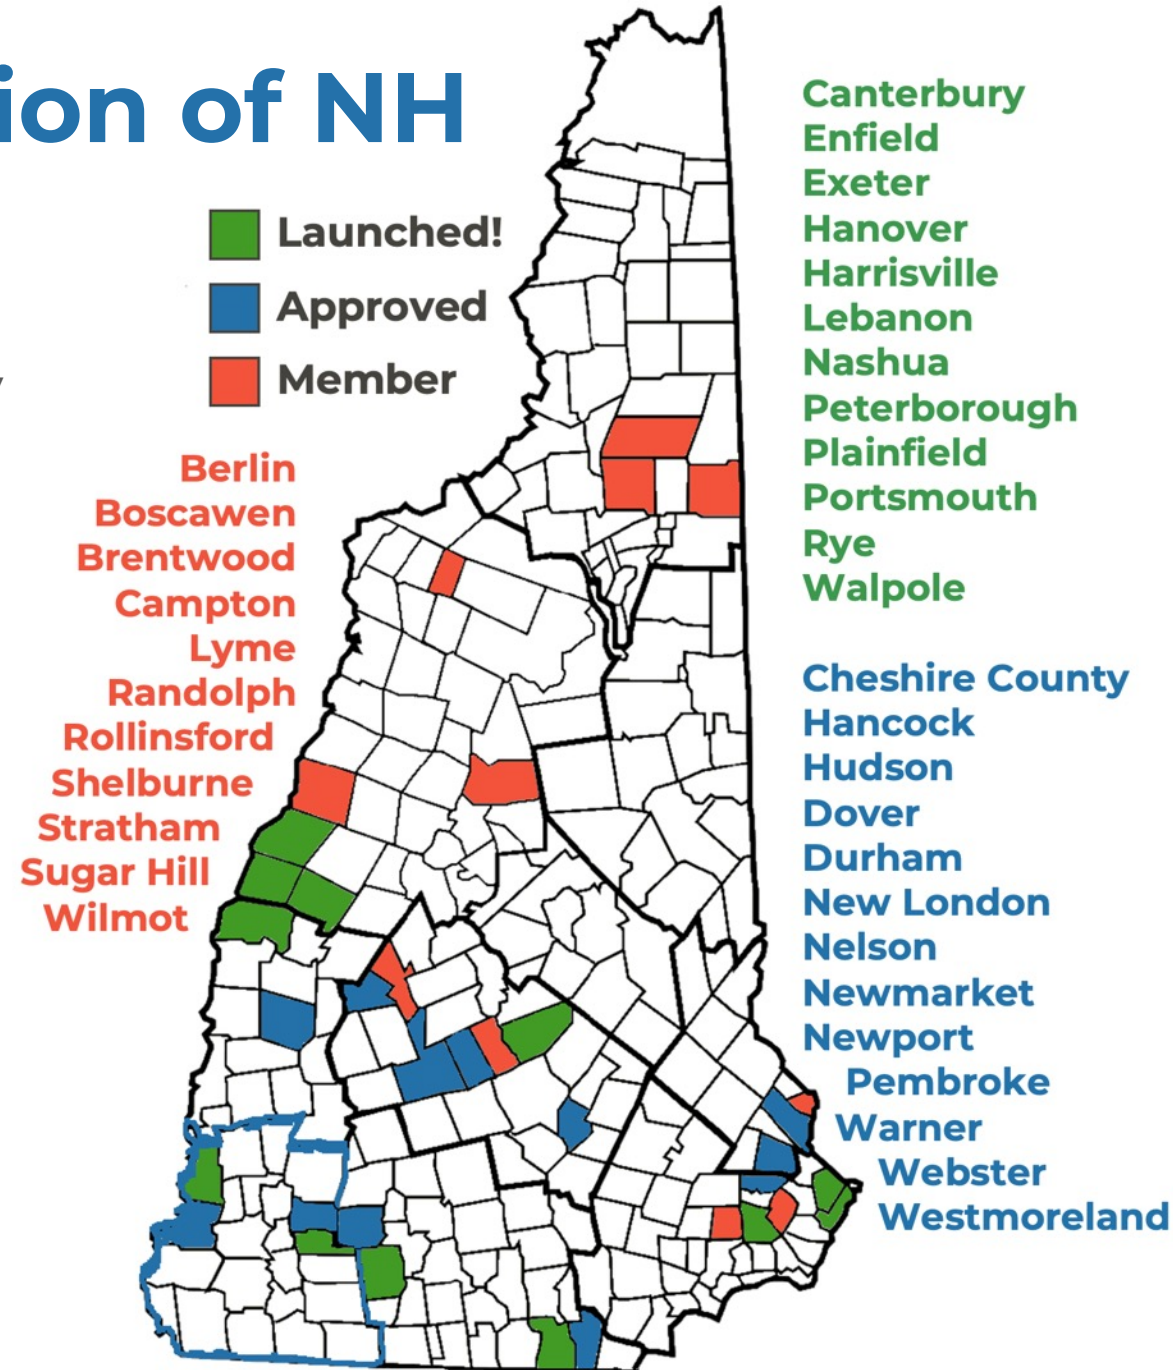 ion of NH
Launched!
Approved
Member
Berlin
Boscawen
Brentwood
Campton
Lyme
Randolph
Rollinsford
Shelburne
Stratham
Sugar Hill
Wilmot
Canterbury
Enfield
Exeter
Hanover
Harrisville
Lebanon
Nashua
Peterborough
Plainfield
Portsmouth
Rye
Walpole
Cheshire County
Hancock
Hudson
Dover
Durham
New London
Nelson
Newmarket
Newport
Pembroke
Warner
Webster
Westmoreland